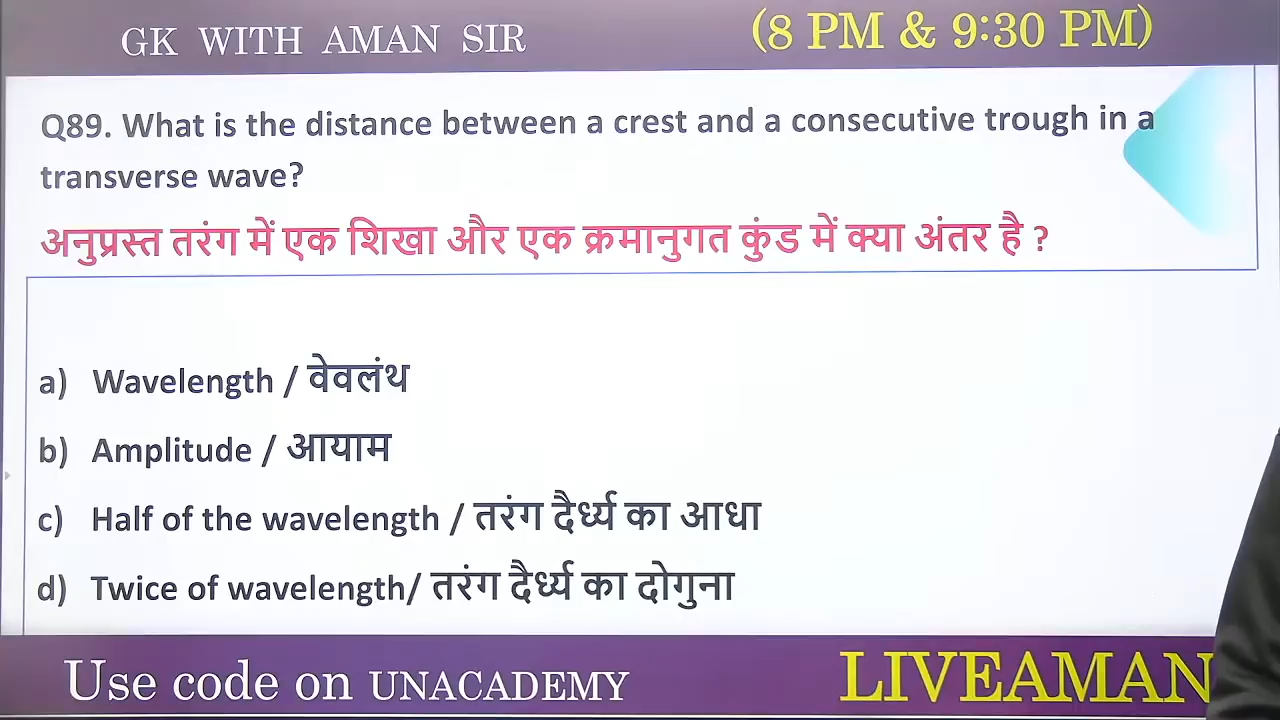 GK WITH AMAN SIR
(8 PM & 9:30 PM)
Q89. What is the distance between a crest and a consecutive trough in a
transverse wave?
अनुप्रस्त तरंग में एक शिखा और एक क्रमानुगत कुंड में क्या अंतर है ?
a) Wavelength / वेवलंथ
b) Amplitude / आयाम
c) Half of the wavelength / तरंग दैर्ध्य का आधा
d) Twice of wavelength/ तरंग दैर्ध्य का दोगुना
Use code on UNACADEMY
LIVEAMAN